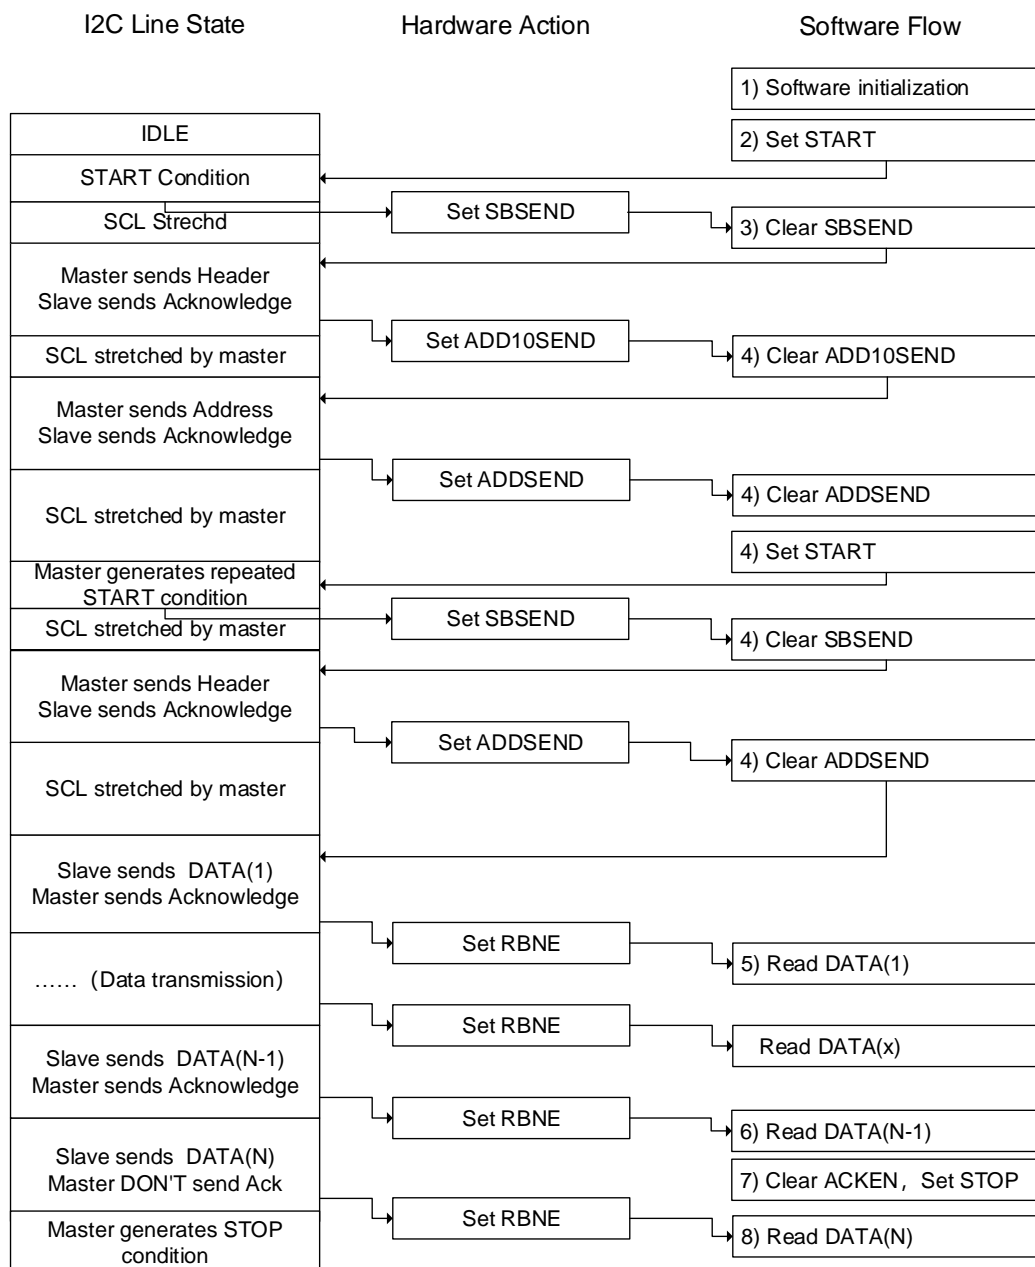 I2C Line State
Hardware Action
Software Flow
1) Software initialization
IDLE
2) Set START
START Condition
Set SBSEND
SCL Strechd
3) Clear SBSEND
Master sends Header
Slave sends Acknowledge
Set ADD10SEND
SCL stretched by master
4) Clear ADD10SEND
Master sends Address
Slave sends Acknowledge
Set ADDSEND
4) Clear ADDSEND
SCL stretched by master
4) Set START
Master generates repeated
START condition
Set SBSEND
SCL stretched by master
4) Clear SBSEND
Master sends Header
Slave sends Acknowledge
Set ADDSEND
4) Clear ADDSEND
SCL stretched by master
Slave sends DATA(1)
Master sends Acknowledge
Set RBNE
5) Read DATA(1)
…… (Data transmission)
Set RBNE
Read DATA(x)
Slave sends DATA(N-1)
Master sends Acknowledge
Set RBNE
6) Read DATA(N-1)
Slave sends DATA(N)
Master DON'T send Ack
7) Clear ACKEN, Set STOP
Set RBNE
8) Read DATA(N)
Master generates STOP
condition